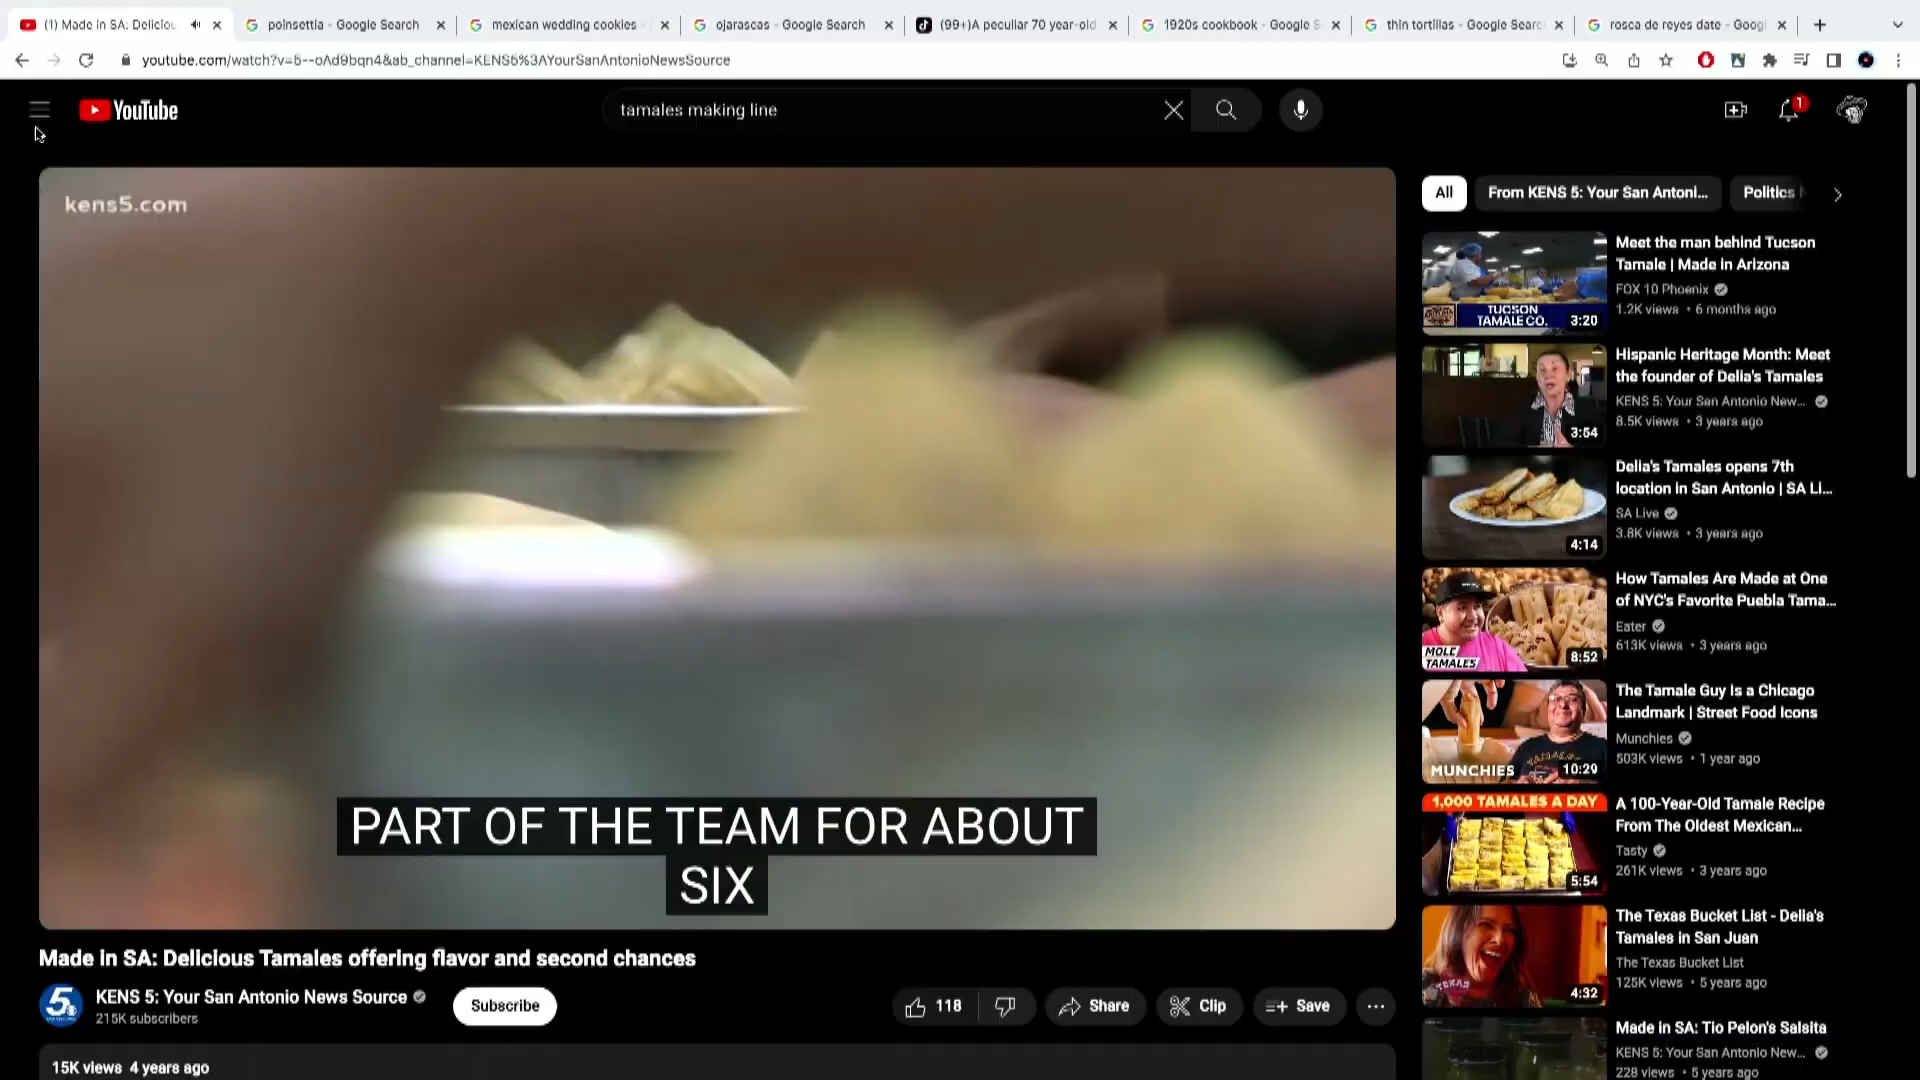 (1) Made in SA: Deliciou
poinsettia - Google Search
mexican wedding cookies -
ojarascas - Google Search
(99+)A peculiar 70 year-old
1920s cookbook - Google S
thin tortillas - Google Searc
rosca de reyes date - Goog
youtube.com/watch?v=5--oAd9bqn4&ab_channel=KENS5%3AYourSanAntonioNewsSource
YouTube
tamales making line
1
kens5.com
PART OF THE TEAM FOR ABOUT
SIX
Made in SA: Delicious Tamales offering flavor and second chances
5
KENS 5: Your San Antonio News Source
215K subscribers
Subscribe
118
Share
Clip
Save
15K views 4 years ago
All
From KENS 5: Your San Antoni...
Politics
TUCSON
TAMALE CO.
3:20
Meet the man behind Tucson
Tamale | Made in Arizona
FOX 10 Phoenix
1.2K views • 6 months ago
3:54
Hispanic Heritage Month: Meet
the founder of Delia's Tamales
KENS 5: Your San Antonio New...
8.5K views • 3 years ago
4:14
Delia's Tamales opens 7th
location in San Antonio | SA Li...
SA Live
3.8K views • 3 years ago
MOLE
TAMALES
8:52
How Tamales Are Made at One
of NYC's Favorite Puebla Tama...
Eater
613K views • 3 years ago
MUNCHIES
10:29
The Tamale Guy is a Chicago
Landmark | Street Food Icons
Munchies
503K views • 1 year ago
1,000 TAMALES A DAY
5:54
A 100-Year-Old Tamale Recipe
From The Oldest Mexican...
Tasty
261K views • 3 years ago
TEXAS
4:32
The Texas Bucket List - Delia's
Tamales in San Juan
The Texas Bucket List
125K views • 5 years ago
Made in SA: Tio Pelon's Salsita
KENS 5: Your San Antonio New...
228 views • 5 years ago